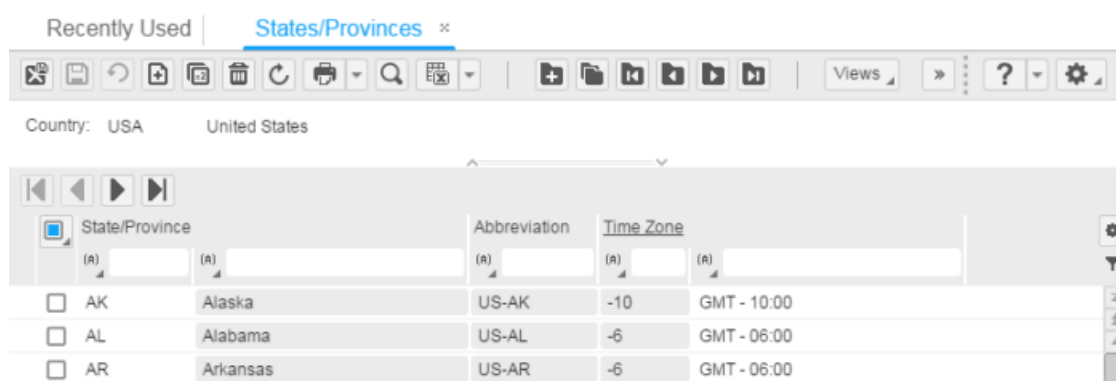 Recently Used States/Provinces ×
Views » ?
Country: USA United States
State/Province Abbreviation Time Zone
(A) (A) (A) (A) (A)
AK Alaska US-AK -10 GMT - 10:00
AL Alabama US-AL -6 GMT - 06:00
AR Arkansas US-AR -6 GMT - 06:00